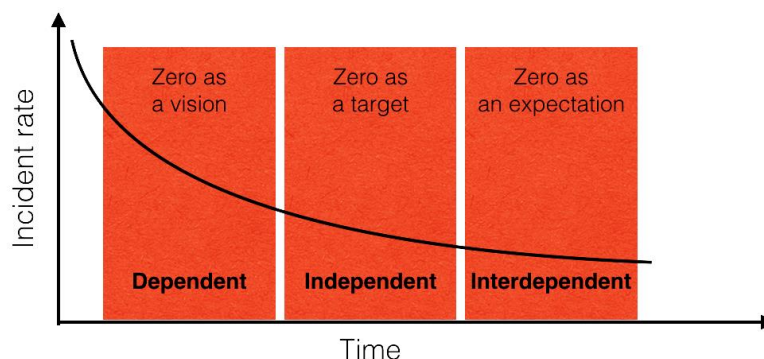 Incident rate
Zero as
a vision
Zero as
a target
Zero as
an expectation
Dependent
Independent
Interdependent
Time